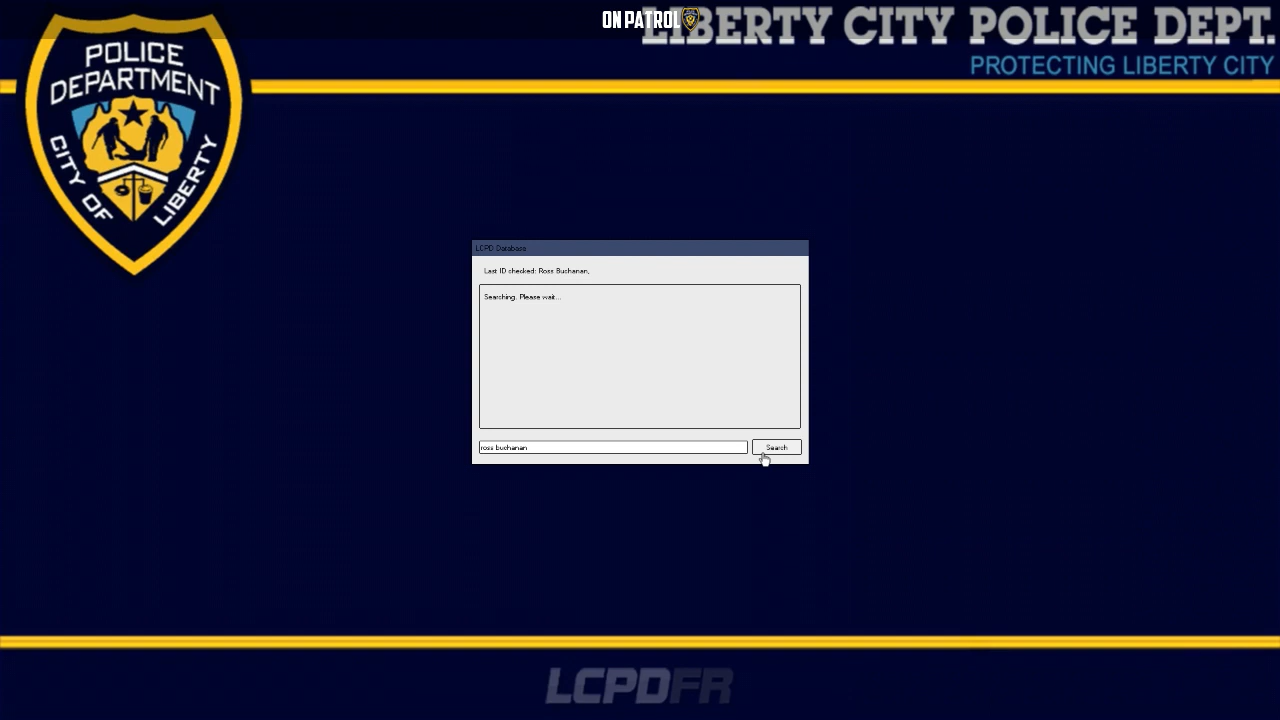 ON PATROL
LIBERTY CITY POLICE DEPT.
PROTECTING LIBERTY CITY
POLICE
DEPARTMENT
CITY OF
LIBERTY
LCPD Database
Last ID checked: Ross Buchanan,
Searching. Please wait...
ross buchanan
Search
LCPDFR